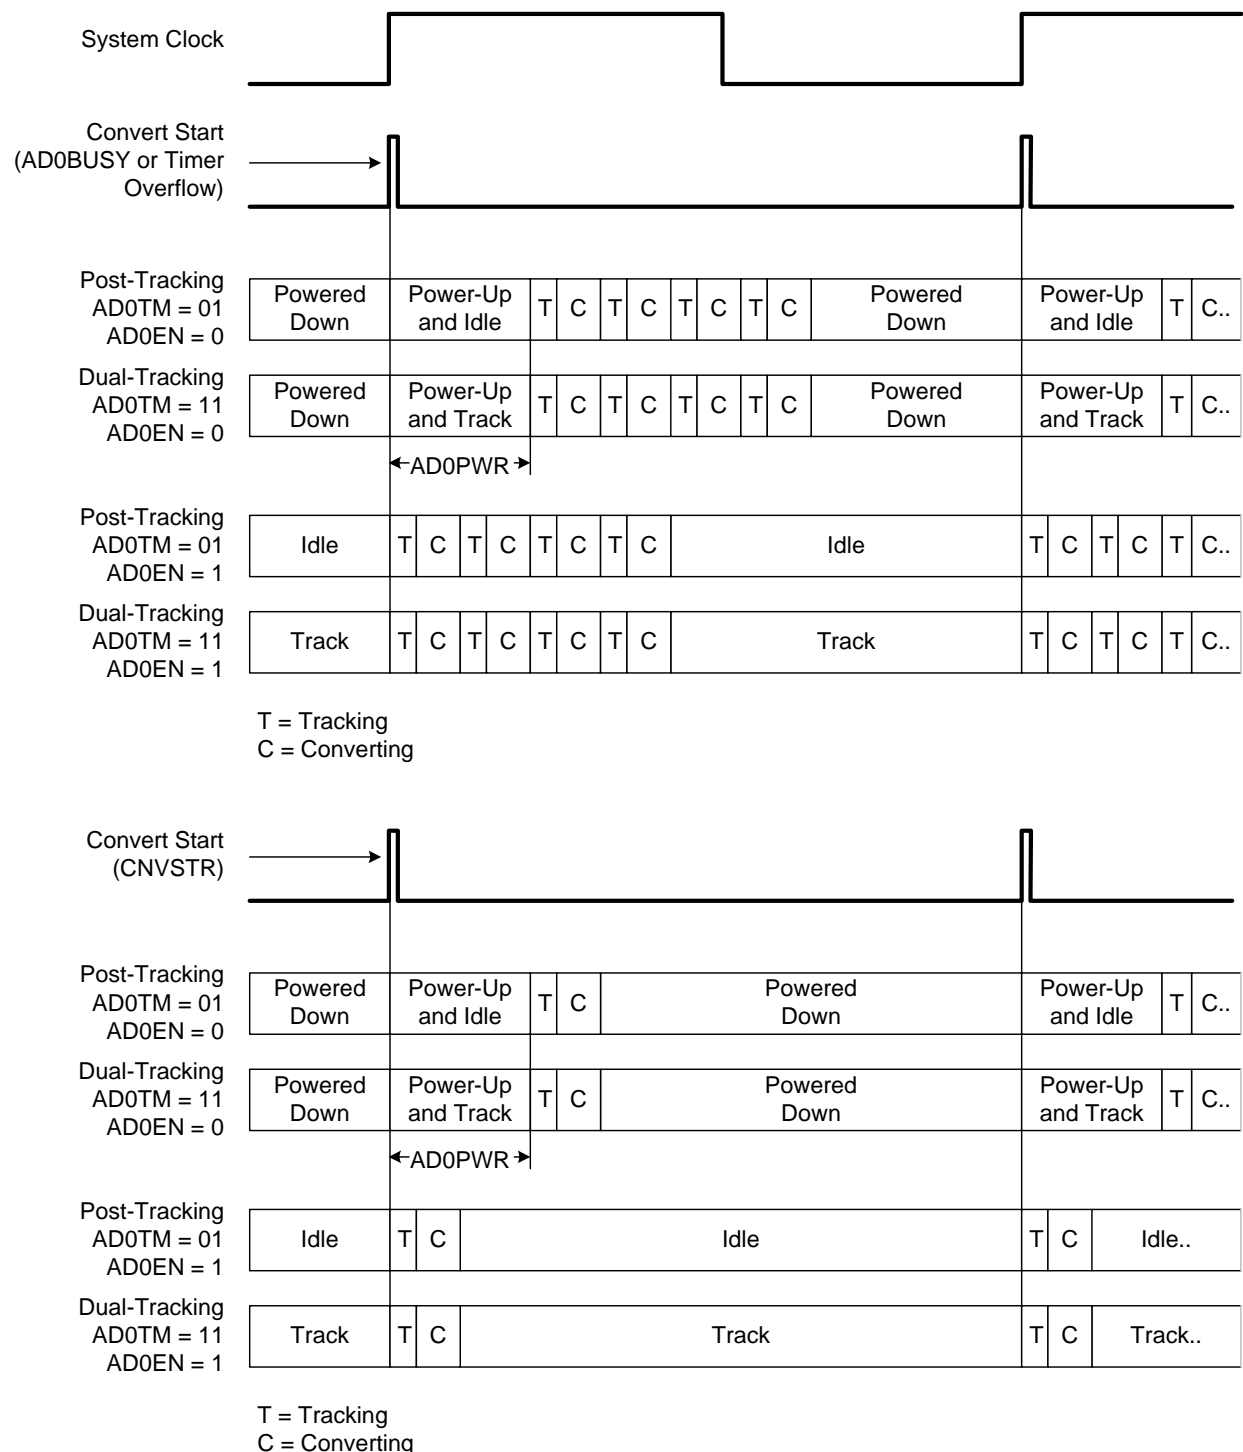 System Clock
Convert Start
(AD0BUSY or Timer
Overflow)
Post-Tracking
AD0TM = 01
AD0EN = 0
Powered
Down
Power-Up
and Idle
T C T C T C T C
Powered
Down
Power-Up
and Idle
T C..
Dual-Tracking
AD0TM = 11
AD0EN = 0
Powered
Down
Power-Up
and Track
T C T C T C T C
Powered
Down
Power-Up
and Track
T C..
AD0PWR
Post-Tracking
AD0TM = 01
AD0EN = 1
Idle T C T C T C T C Idle T C T C T C..
Dual-Tracking
AD0TM = 11
AD0EN = 1
Track T C T C T C T C Track T C T C T C..
T = Tracking
C = Converting
Convert Start
(CNVSTR)
Post-Tracking
AD0TM = 01
AD0EN = 0
Powered
Down
Power-Up
and Idle
T C
Powered
Down
Power-Up
and Idle
T C..
Dual-Tracking
AD0TM = 11
AD0EN = 0
Powered
Down
Power-Up
and Track
T C
Powered
Down
Power-Up
and Track
T C..
AD0PWR
Post-Tracking
AD0TM = 01
AD0EN = 1
Idle T C Idle T C Idle..
Dual-Tracking
AD0TM = 11
AD0EN = 1
Track T C Track T C Track..
T = Tracking
C = Converting